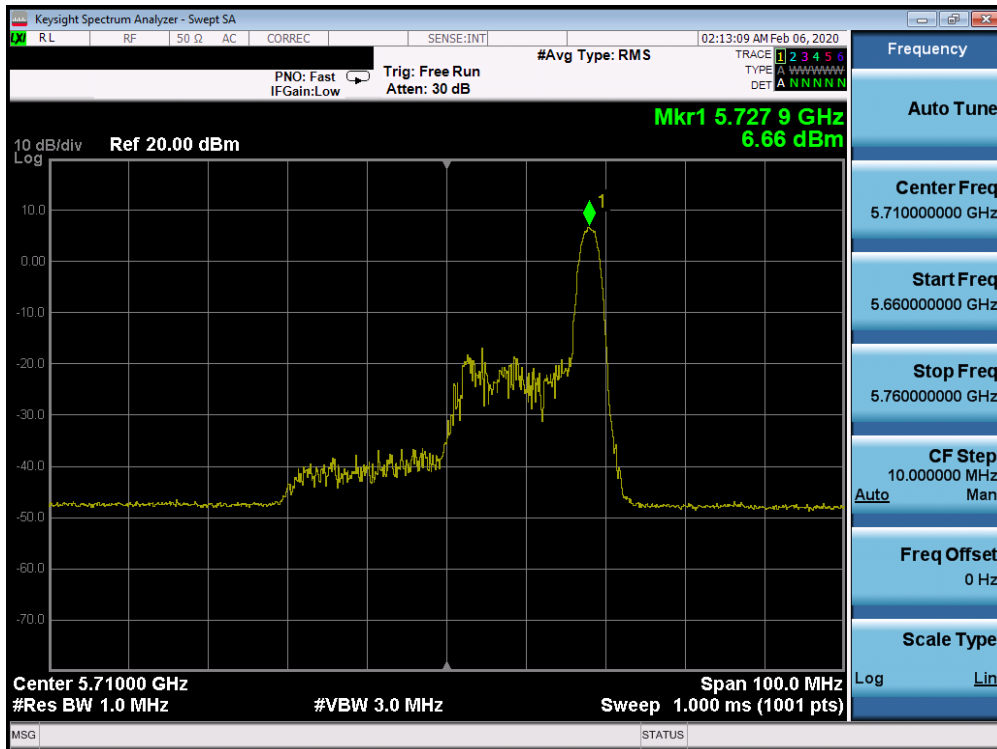 Keysight Spectrum Analyzer - Swept SA
LXI RL RF 50 Ω AC CORREC SENSE:INT 02:13:09 AM Feb 06, 2020
#Avg Type: RMS TRACE 1 2 3 4 5 6
PNO: Fast Trig: Free Run TYPE A WWWWW
IFGain:Low Atten: 30 dB DET A N N N N N
Mkr1 5.727 9 GHz
6.66 dBm
10 dB/div Ref 20.00 dBm
Log
1
10.0
0.00
-10.0
-20.0
-30.0
-40.0
-50.0
-60.0
-70.0
Center 5.71000 GHz Span 100.0 MHz
#Res BW 1.0 MHz #VBW 3.0 MHz Sweep 1.000 ms (1001 pts)
MSG STATUS
Frequency
Auto Tune
Center Freq
5.710000000 GHz
Start Freq
5.660000000 GHz
Stop Freq
5.760000000 GHz
CF Step
10.000000 MHz
Auto Man
Freq Offset
0 Hz
Scale Type
Log Lin